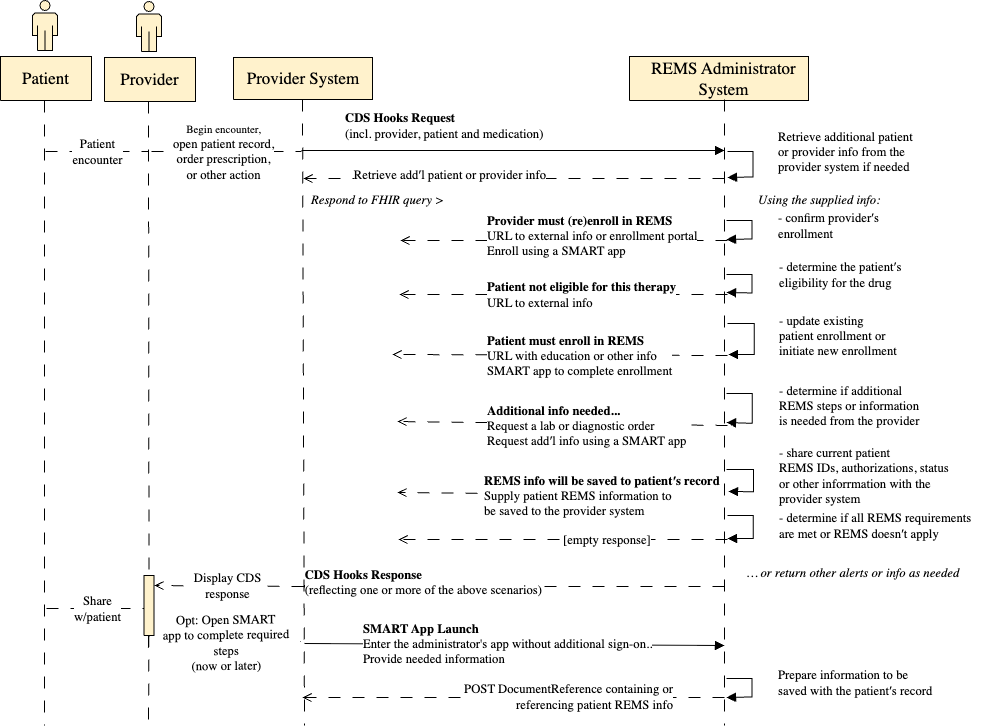 Patient
Provider
Provider System
REMS Administrator
System
CDS Hooks Request
(incl. provider, patient and medication)
Patient
encounter
Begin encounter,
open patient record,
order prescription,
or other action
Retrieve additional patient
or provider info from the
provider system if needed
Retrieve add'l patient or provider info
Respond to FHIR query >
Using the supplied info:
Provider must (re)enroll in REMS
URL to external info or enrollment portal
Enroll using a SMART app
- confirm provider's
enrollment
Patient not eligible for this therapy
URL to external info
- determine the patient's
eligibility for the drug
Patient must enroll in REMS
URL with education or other info
SMART app to complete enrollment
- update existing
patient enrollment or
initiate new enrollment
Additional info needed...
Request a lab or diagnostic order
Request add'l info using a SMART app
- determine if additional
REMS steps or information
is needed from the provider
REMS info will be saved to patient's record
Supply patient REMS information to
be saved to the provider system
- share current patient
REMS IDs, authorizations, status
or other inforrmation with the
provider system
[empty response]
- determine if all REMS requirements
are met or REMS doesn't apply
Display CDS
response
CDS Hooks Response
(reflecting one or more of the above scenarios)
…or return other alerts or info as needed
Share
w/patient
Opt: Open SMART
app to complete required
steps
(now or later)
SMART App Launch
Enter the administrator's app without additional sign-on..
Provide needed information
POST DocumentReference containing or
referencing patient REMS info
Prepare information to be
saved with the patient's record